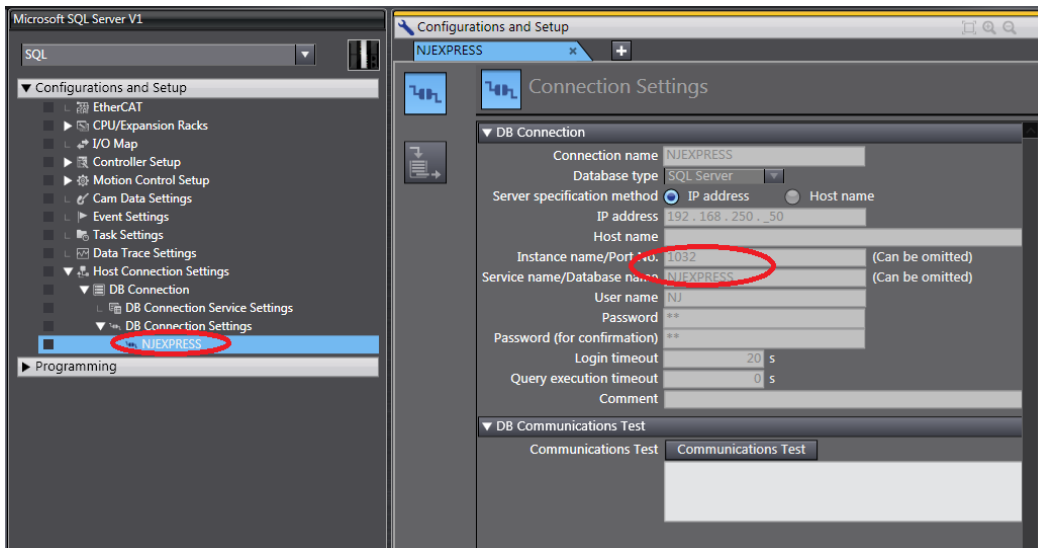 Microsoft SQL Server V1
SQL
▼ Configurations and Setup
EtherCAT
▶ CPU/Expansion Racks
I/O Map
▶ Controller Setup
▶ Motion Control Setup
Cam Data Settings
Event Settings
Task Settings
Data Trace Settings
▼ Host Connection Settings
▼ DB Connection
DB Connection Service Settings
▼ DB Connection Settings
NJEXPRESS
▶ Programming
Configurations and Setup
NJEXPRESS × +
Connection Settings
▼ DB Connection
Connection name NJEXPRESS
Database type SQL Server
Server specification method IP address Host name
IP address 192 . 168 . 250 . _50
Host name
Instance name/Port No. 1032 (Can be omitted)
Service name/Database name NJEXPRESS (Can be omitted)
User name NJ
Password **
Password (for confirmation) **
Login timeout 20 s
Query execution timeout 0 s
Comment
▼ DB Communications Test
Communications Test Communications Test